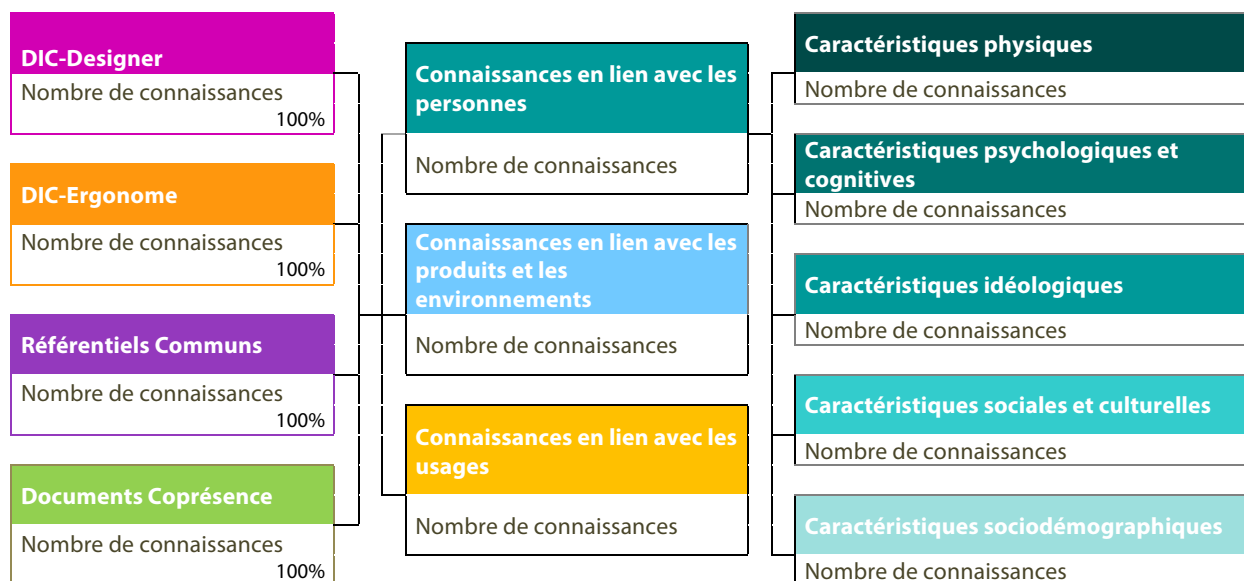 DIC-Designer
Nombre de connaissances
100%
DIC-Ergonome
Nombre de connaissances
100%
Référentiels Communs
Nombre de connaissances
100%
Documents Coprésence
Nombre de connaissances
100%
Connaissances en lien avec les
personnes
Nombre de connaissances
Connaissances en lien avec les
produits et les
environnements
Nombre de connaissances
Connaissances en lien avec les
usages
Nombre de connaissances
Caractéristiques physiques
Nombre de connaissances
Caractéristiques psychologiques et
cognitives
Nombre de connaissances
Caractéristiques idéologiques
Nombre de connaissances
Caractéristiques sociales et culturelles
Nombre de connaissances
Caractéristiques sociodémographiques
Nombre de connaissances